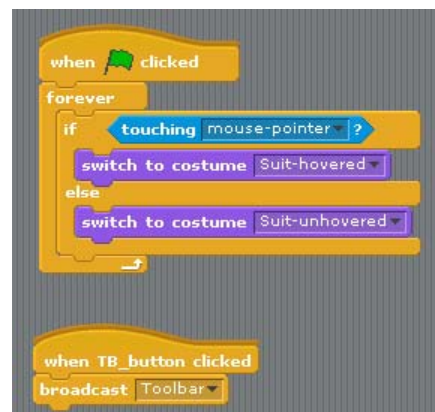 when clicked
forever
if touching mouse-pointer ?
switch to costume Suit-hovered
else
switch to costume Suit-unhovered
when TB_button clicked
broadcast Toolbar